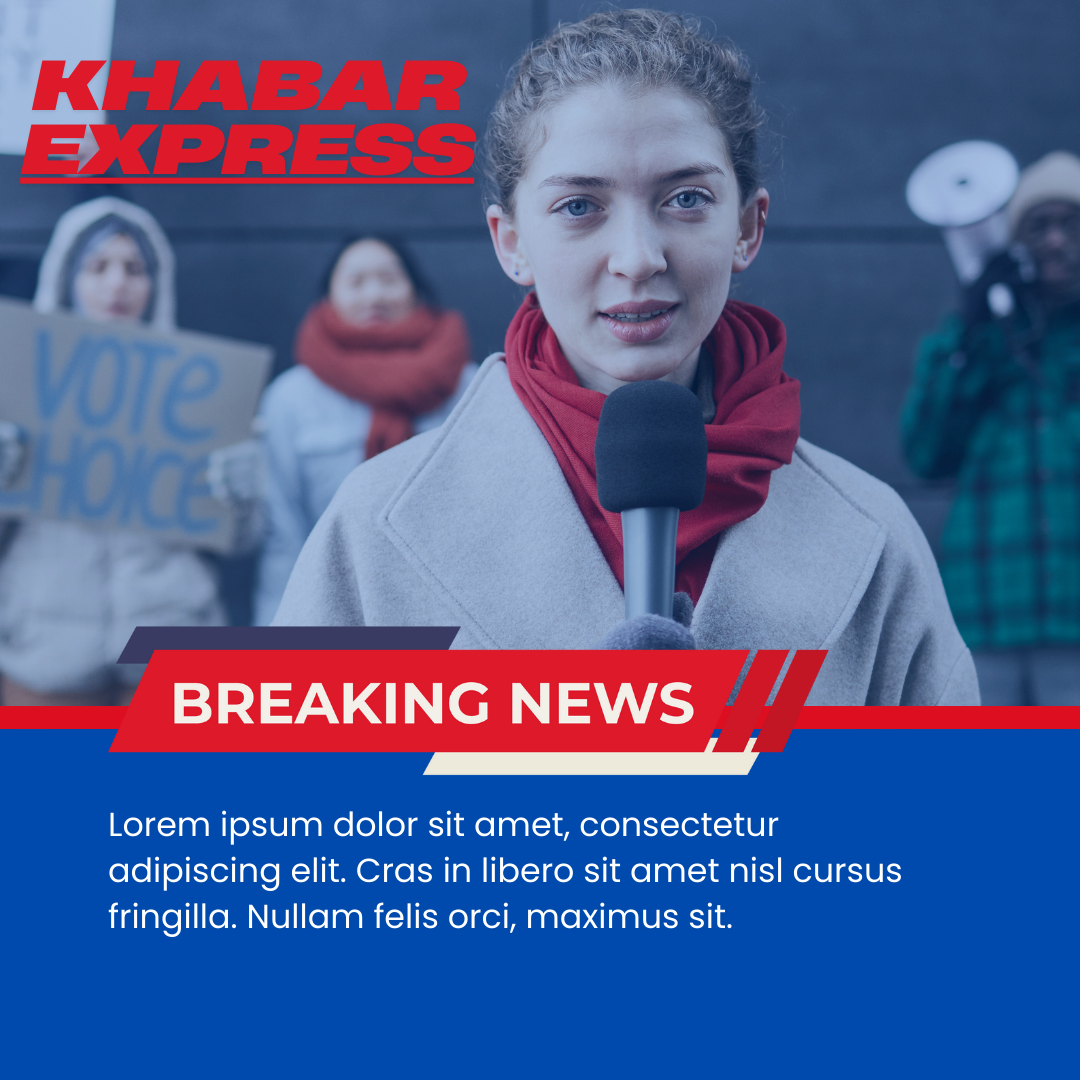 KHABAR
EXPRESS
VOTE
HOICE
BREAKING NEWS
Lorem ipsum dolor sit amet, consectetur
adipiscing elit. Cras in libero sit amet nisl cursus
fringilla. Nullam felis orci, maximus sit.